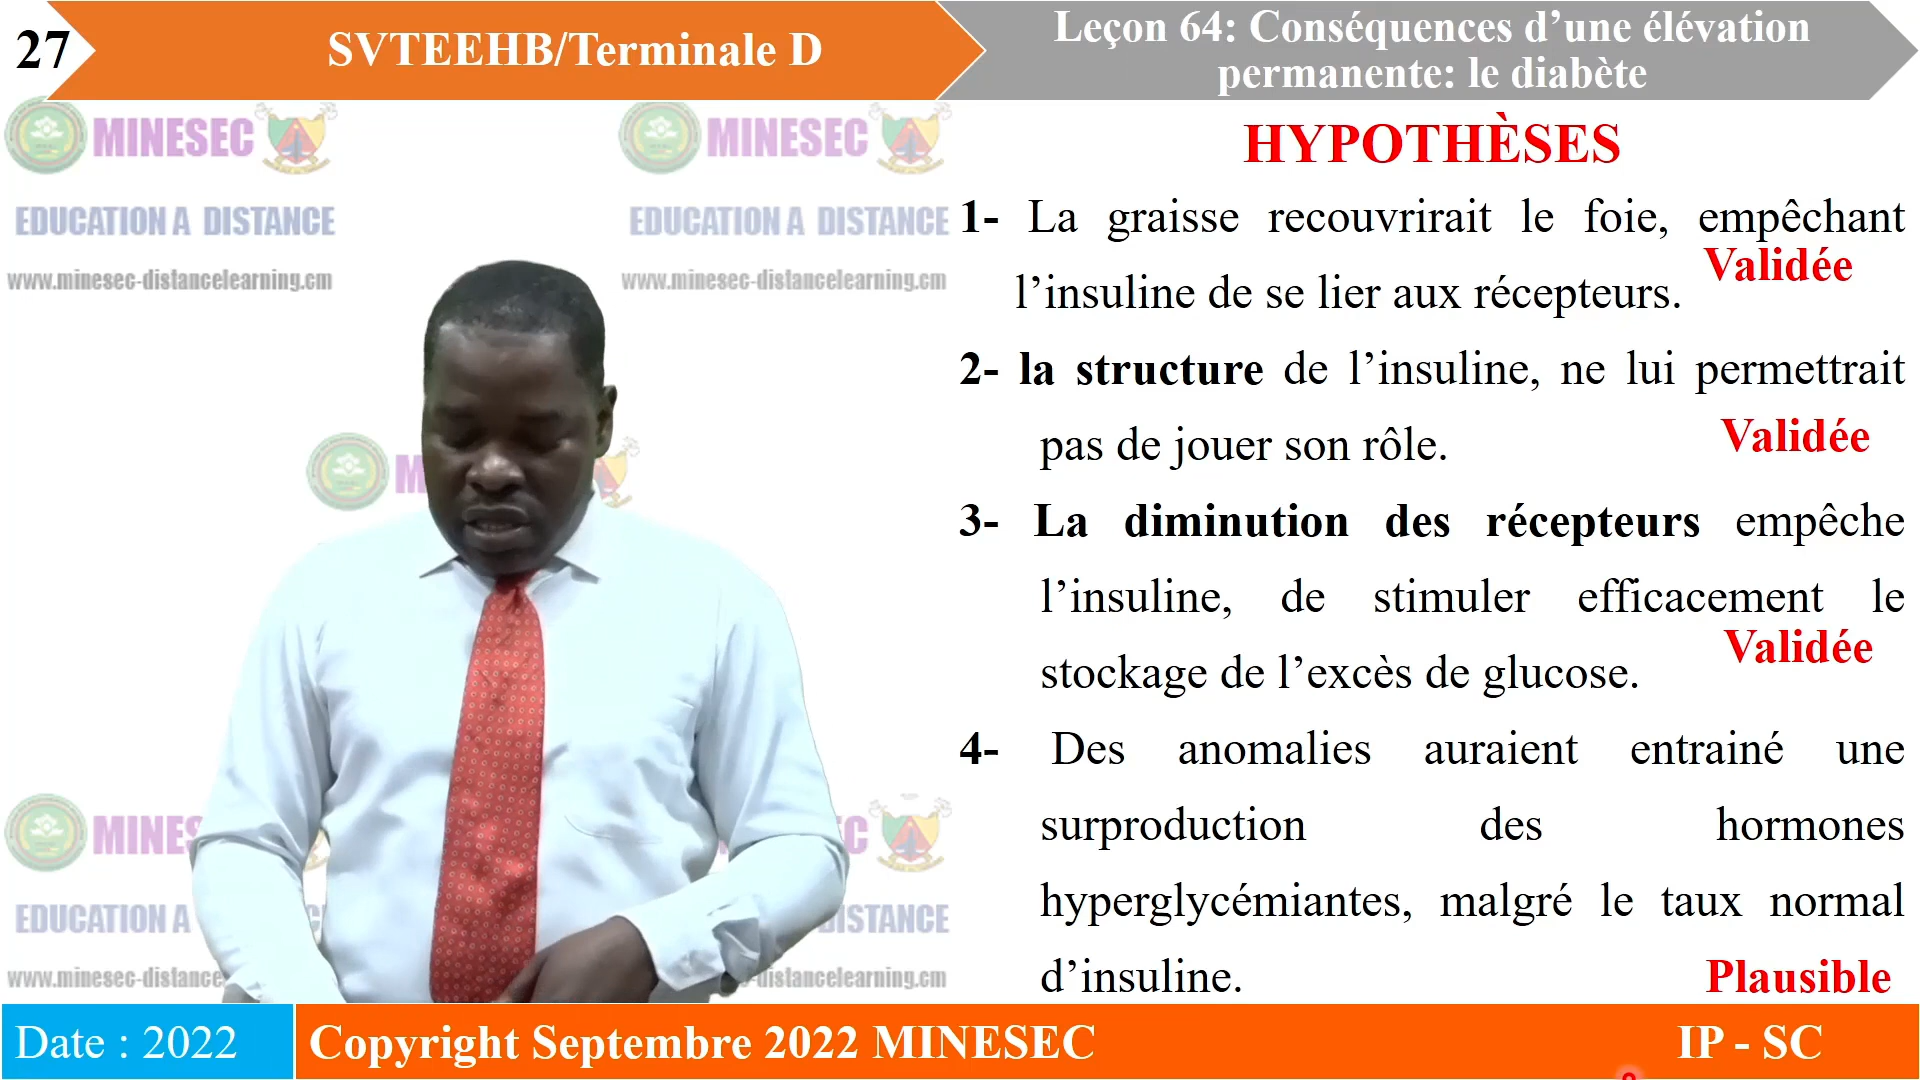 27
SVTEEHB/Terminale D
Leçon 64: Conséquences d’une élévation
permanente: le diabète
MINESEC
MINESEC
EDUCATION A DISTANCE
EDUCATION A DISTANCE
www.minesec-distancelearning.cm
www.minesec-distancelearning.cm
HYPOTHÈSES
1- La graisse recouvrirait le foie, empêchant
Validée
l’insuline de se lier aux récepteurs.
2- la structure de l’insuline, ne lui permettrait
pas de jouer son rôle.
Validée
3- La diminution des récepteurs empêche
l’insuline, de stimuler efficacement le
Validée
stockage de l’excès de glucose.
4- Des anomalies auraient entrainé une
surproduction des hormones
hyperglycémiantes, malgré le taux normal
d’insuline.
Plausible
EDUCATION A
Date : 2022
Copyright Septembre 2022 MINESEC
IP - SC